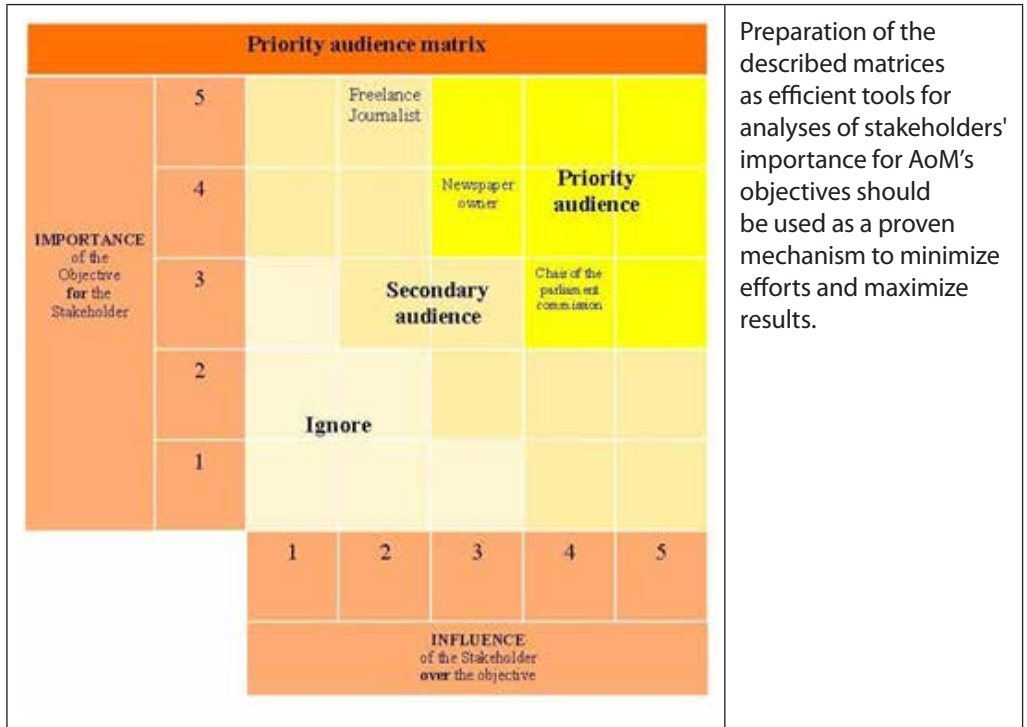 Priority audience matrix
5
Freelance
Journalist
4
Newspaper
owner
Priority
audience
IMPORTANCE
of the
Objective
for the
Stakeholder
3
Secondary
audience
Chair of the
parliament
commission
2
Ignore
1
1 2 3 4 5
INFLUENCE
of the Stakeholder
over the objective
Preparation of the
described matrices
as efficient tools for
analyses of stakeholders'
importance for AoM’s
objectives should
be used as a proven
mechanism to minimize
efforts and maximize
results.